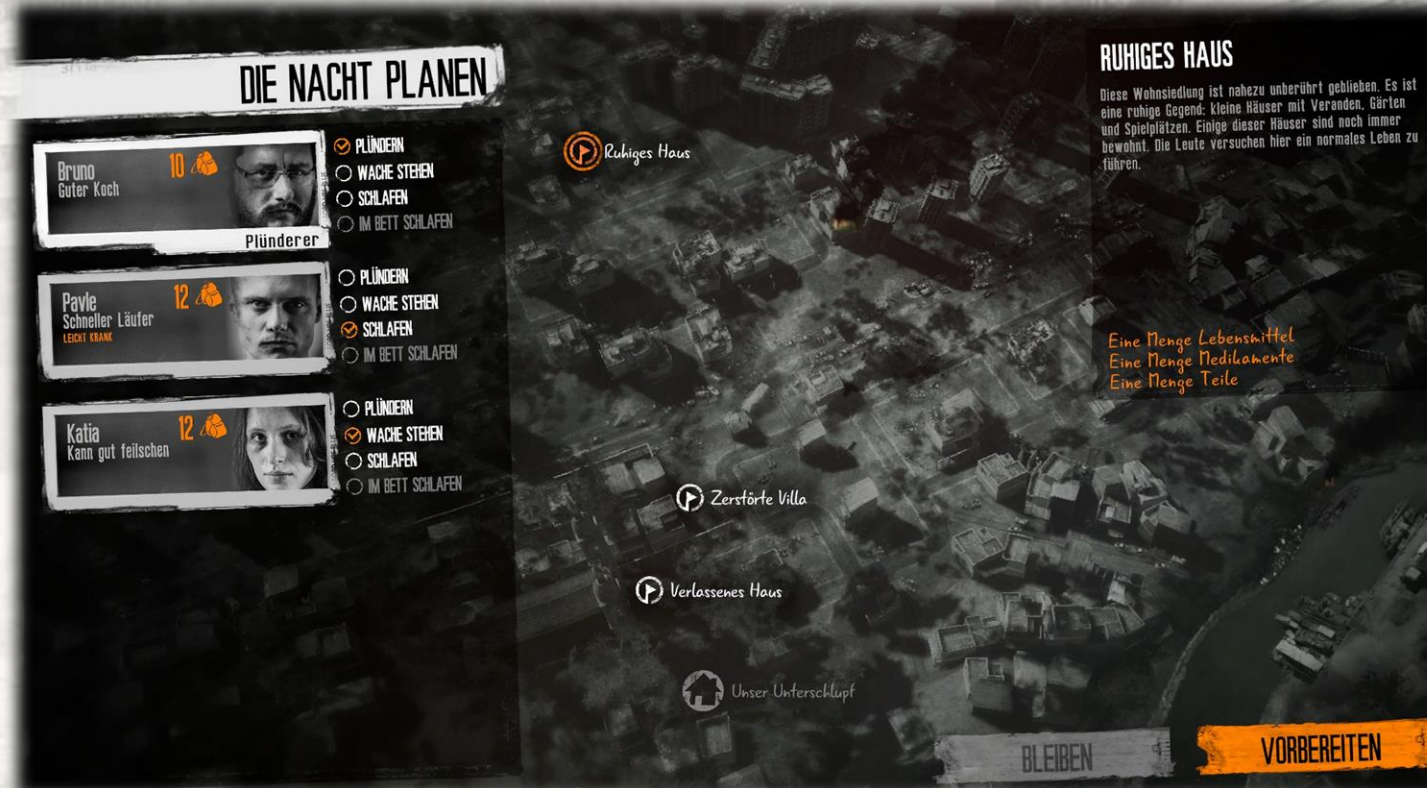 DIE NACHT PLANEN
Bruno
Guter Koch
10
Plünderer
PLÜNDERN
WACHE STEHEN
SCHLAFEN
IM BETT SCHLAFEN
Pavle
Schneller Läufer
LEICHT KRANK
12
PLÜNDERN
WACHE STEHEN
SCHLAFEN
IM BETT SCHLAFEN
Katia
Kann gut feilschen
12
PLÜNDERN
WACHE STEHEN
SCHLAFEN
IM BETT SCHLAFEN
Ruhiges Haus
Zerstörte Villa
Verlassenes Haus
Unser Unterschlupf
RUHIGES HAUS
Diese Wohnsiedlung ist nahezu unberührt geblieben. Es ist
eine ruhige Gegend: kleine Häuser mit Veranden, Gärten
und Spielplätzen. Einige dieser Häuser sind noch immer
bewohnt. Die Leute versuchen hier ein normales Leben zu
führen.
Eine Menge Lebensmittel
Eine Menge Medikamente
Eine Menge Teile
BLEIBEN
VORBEREITEN